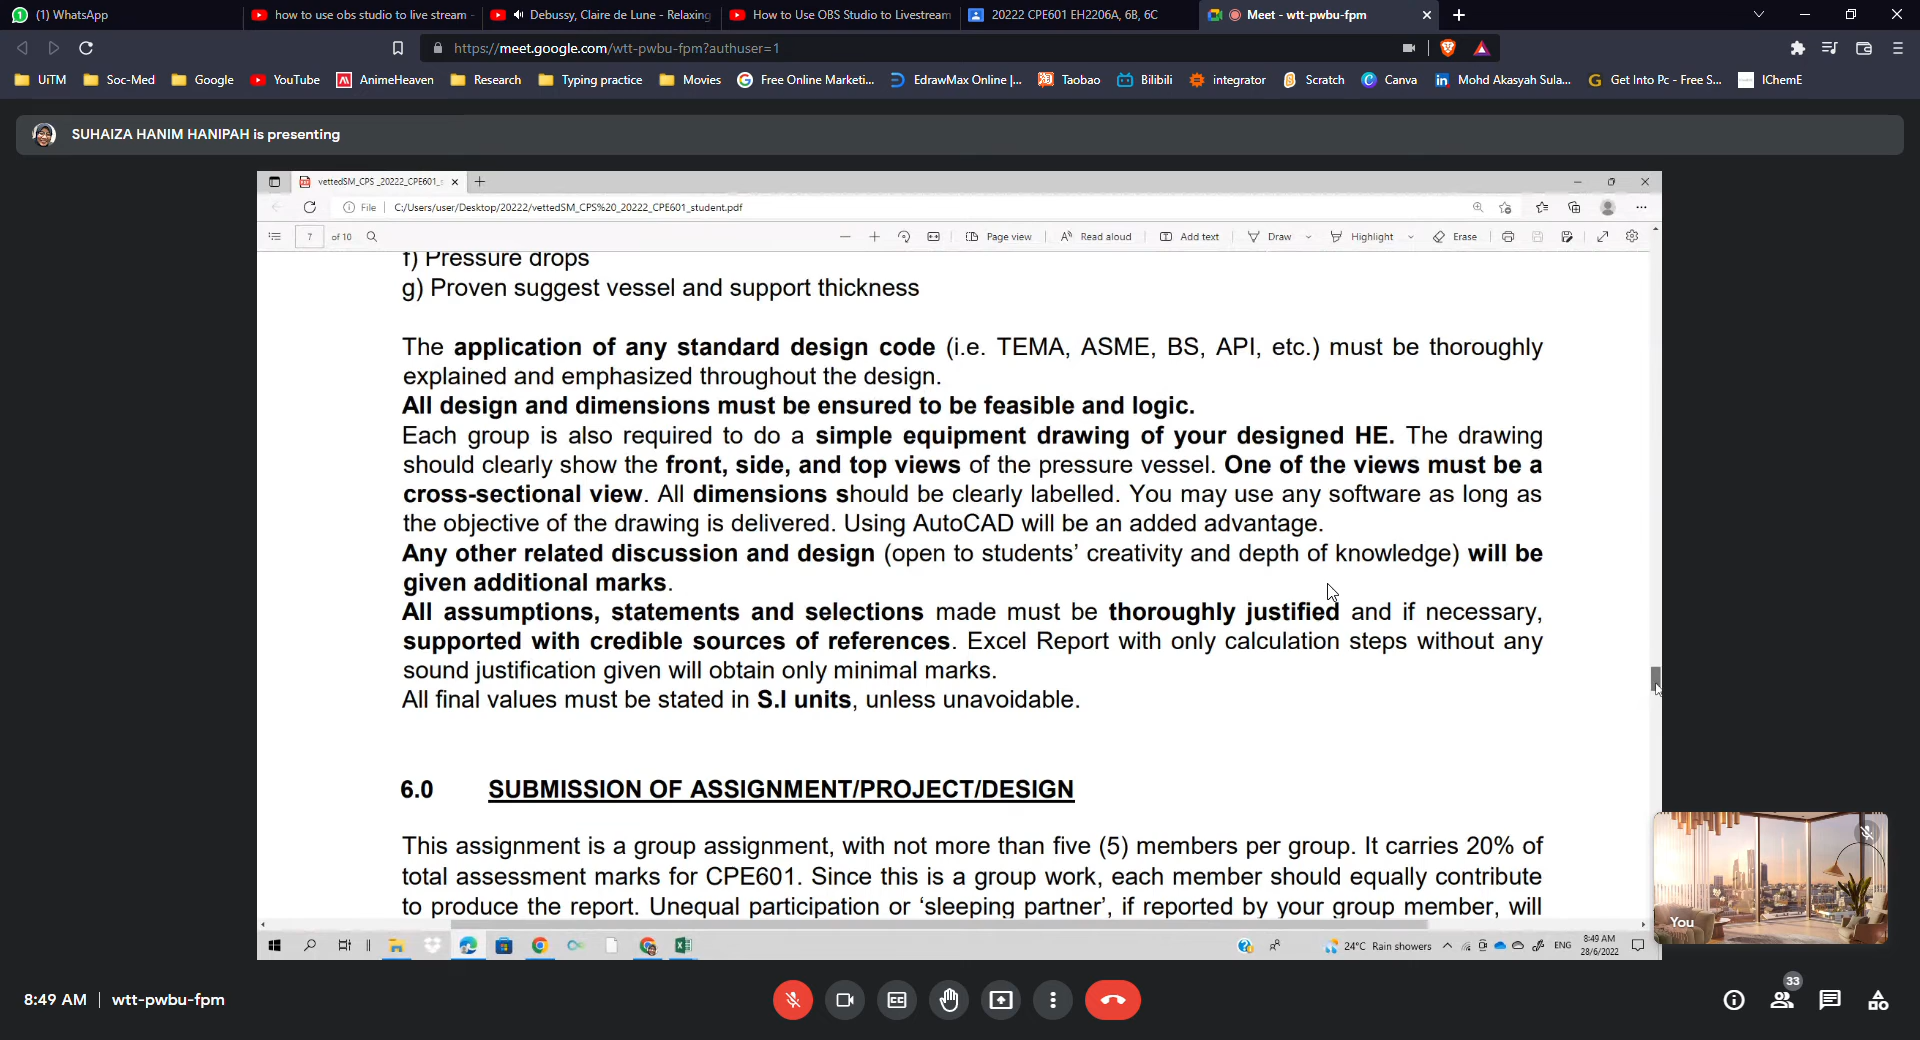 (1) WhatsApp
how to use obs studio to live stream -
Debussy, Claire de Lune - Relaxing
How to Use OBS Studio to Livestream
20222 CPE601 EH2206A, 6B, 6C
Meet - wtt-pwbu-fpm
https://meet.google.com/wtt-pwbu-fpm?authuser=1
UiTM
Soc-Med
Google
YouTube
AnimeHeaven
Research
Typing practice
Movies
Free Online Marketi...
EdrawMax Online |...
Taobao
Bilibili
integrator
Scratch
Canva
Mohd Akasyah Sula...
Get Into Pc - Free S...
IChemE
SUHAIZA HANIM HANIPAH is presenting
vettedSM_CPS _20222_CPE601_s
File
C:/Users/user/Desktop/20222/vettedSM_CPS%20_20222_CPE601_student.pdf
7 of 10
Page view
Read aloud
Add text
Draw
Highlight
Erase
f) Pressure drops
g) Proven suggest vessel and support thickness
The application of any standard design code (i.e. TEMA, ASME, BS, API, etc.) must be thoroughly
explained and emphasized throughout the design.
All design and dimensions must be ensured to be feasible and logic.
Each group is also required to do a simple equipment drawing of your designed HE. The drawing
should clearly show the front, side, and top views of the pressure vessel. One of the views must be a
cross-sectional view. All dimensions should be clearly labelled. You may use any software as long as
the objective of the drawing is delivered. Using AutoCAD will be an added advantage.
Any other related discussion and design (open to students’ creativity and depth of knowledge) will be
given additional marks.
All assumptions, statements and selections made must be thoroughly justified and if necessary,
supported with credible sources of references. Excel Report with only calculation steps without any
sound justification given will obtain only minimal marks.
All final values must be stated in S.I units, unless unavoidable.
6.0 SUBMISSION OF ASSIGNMENT/PROJECT/DESIGN
This assignment is a group assignment, with not more than five (5) members per group. It carries 20% of
total assessment marks for CPE601. Since this is a group work, each member should equally contribute
to produce the report. Unequal participation or ‘sleeping partner’, if reported by your group member, will
You
24°C Rain showers
ENG
8:49 AM
28/6/2022
8:49 AM
wtt-pwbu-fpm
33